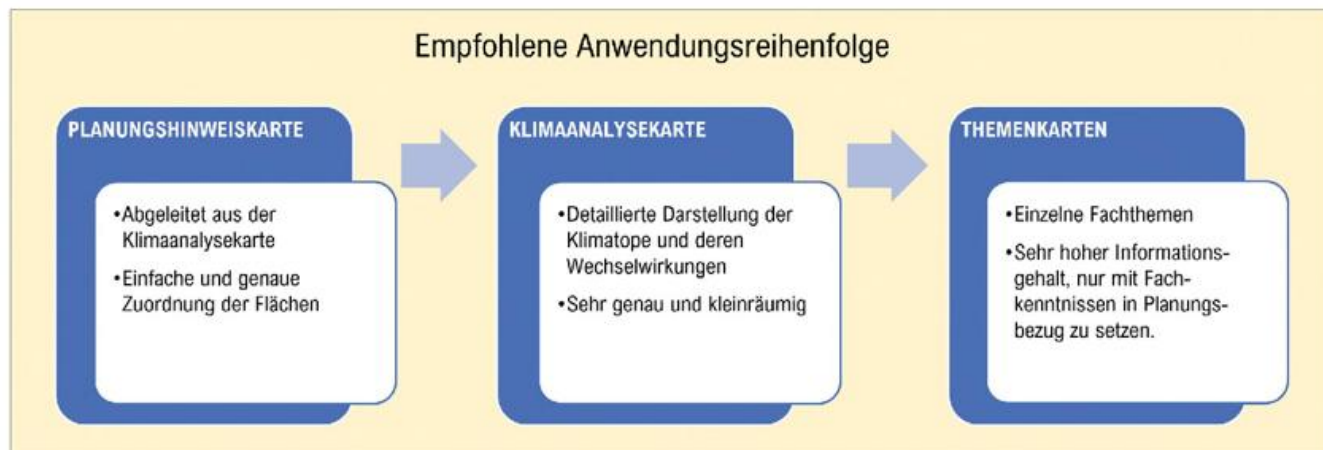 Empfohlene Anwendungsreihenfolge
PLANUNGSHINWEISKARTE
•Abgeleitet aus der
Klimaanalysekarte
•Einfache und genaue
Zuordnung der Flächen
KLIMAANALYSEKARTE
•Detaillierte Darstellung der
Klimatope und deren
Wechselwirkungen
•Sehr genau und kleinräumig
THEMENKARTEN
•Einzelne Fachthemen
•Sehr hoher Informations-
gehalt, nur mit Fach-
kenntnissen in Planungs-
bezug zu setzen.